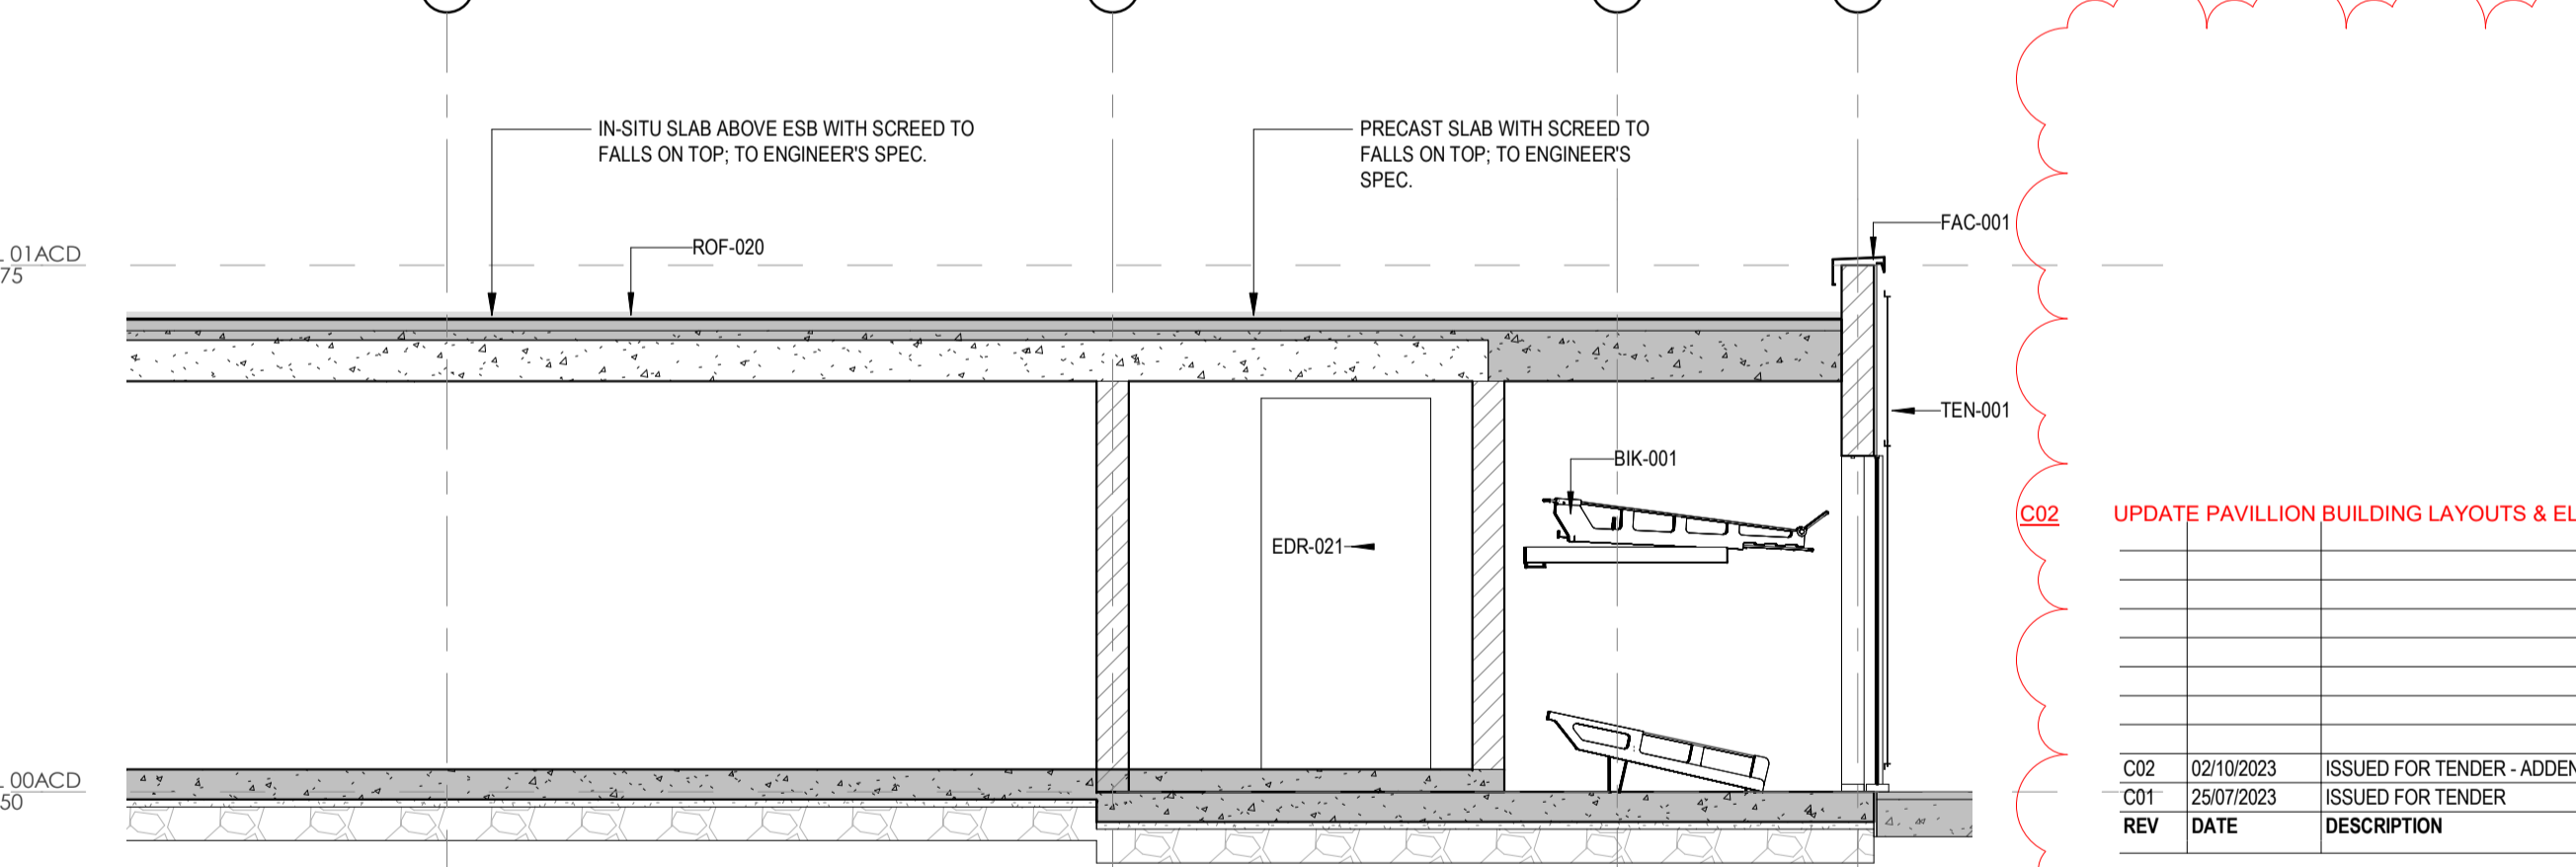 IN-SITU SLAB ABOVE ESB WITH SCREED TO
FALLS ON TOP; TO ENGINEER'S SPEC.
PRECAST SLAB WITH SCREED TO
FALLS ON TOP; TO ENGINEER'S
SPEC.
FAC-001
ROF-020
01ACD
75
TEN-001
BIK-001
EDR-021
C02 UPDATE PAVILLION BUILDING LAYOUTS & EL
00ACD
50
C02 02/10/2023 ISSUED FOR TENDER - ADDEN
C01 25/07/2023 ISSUED FOR TENDER
REV DATE DESCRIPTION